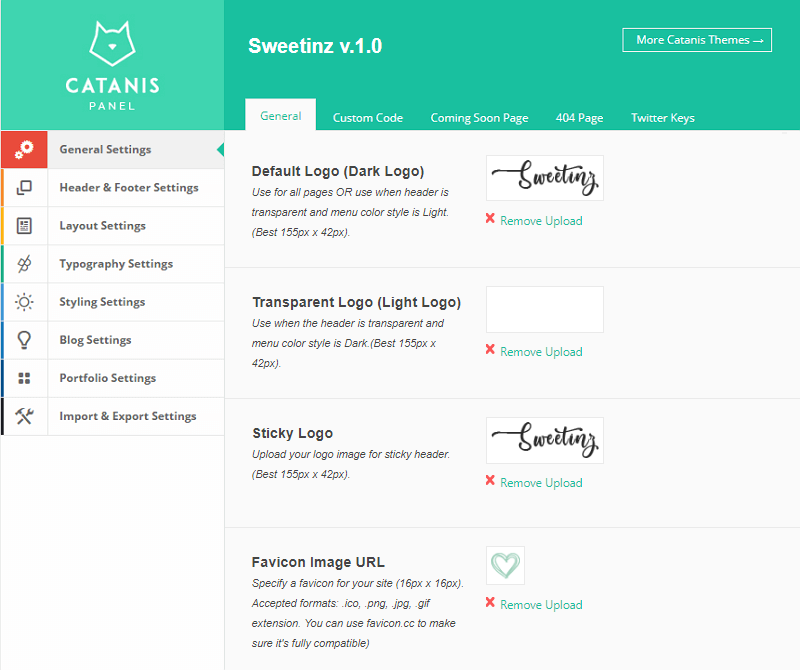 CATANIS
PANEL
Sweetinz v.1.0
More Catanis Themes →
General
Custom Code
Coming Soon Page
404 Page
Twitter Keys
General Settings
Header & Footer Settings
Layout Settings
Typography Settings
Styling Settings
Blog Settings
Portfolio Settings
Import & Export Settings
Default Logo (Dark Logo)
Use for all pages OR use when header is
transparent and menu color style is Light.
(Best 155px x 42px).
Sweetinz
Remove Upload
Transparent Logo (Light Logo)
Use when the header is transparent and
menu color style is Dark.(Best 155px x
42px).
Remove Upload
Sticky Logo
Upload your logo image for sticky header.
(Best 155px x 42px).
Sweetinz
Remove Upload
Favicon Image URL
Specify a favicon for your site (16px x 16px).
Accepted formats: .ico, .png, .jpg, .gif
extension. You can use favicon.cc to make
sure it's fully compatible)
Remove Upload